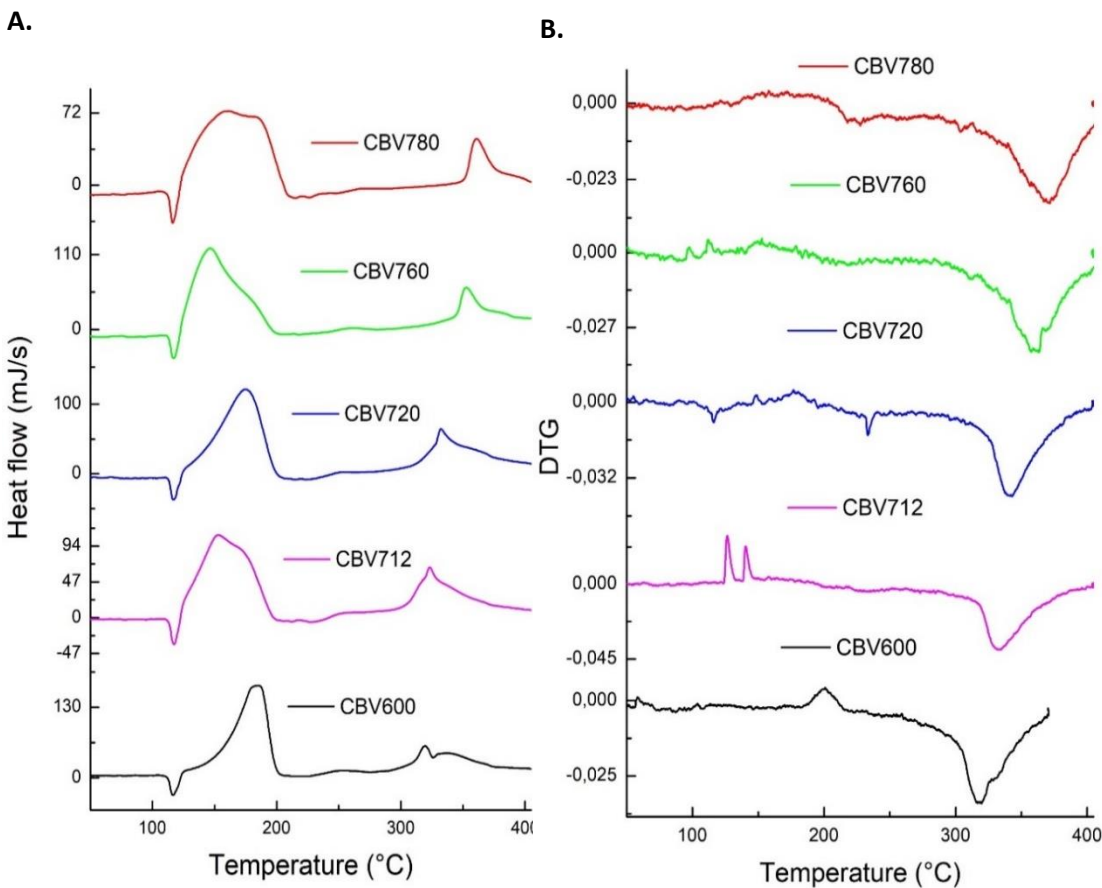 A.
72
0
CBV780
110
0
CBV760
100
0
CBV720
94
47
0
-47
CBV712
130
0
CBV600
Heat flow (mJ/s)
100
200
300
400
Temperature (°C)
B.
CBV780
0,000
-0,023
CBV760
0,000
-0,027
CBV720
0,000
-0,032
CBV712
0,000
-0,045
CBV600
0,000
-0,025
DTG
100
200
300
400
Temperature (°C)